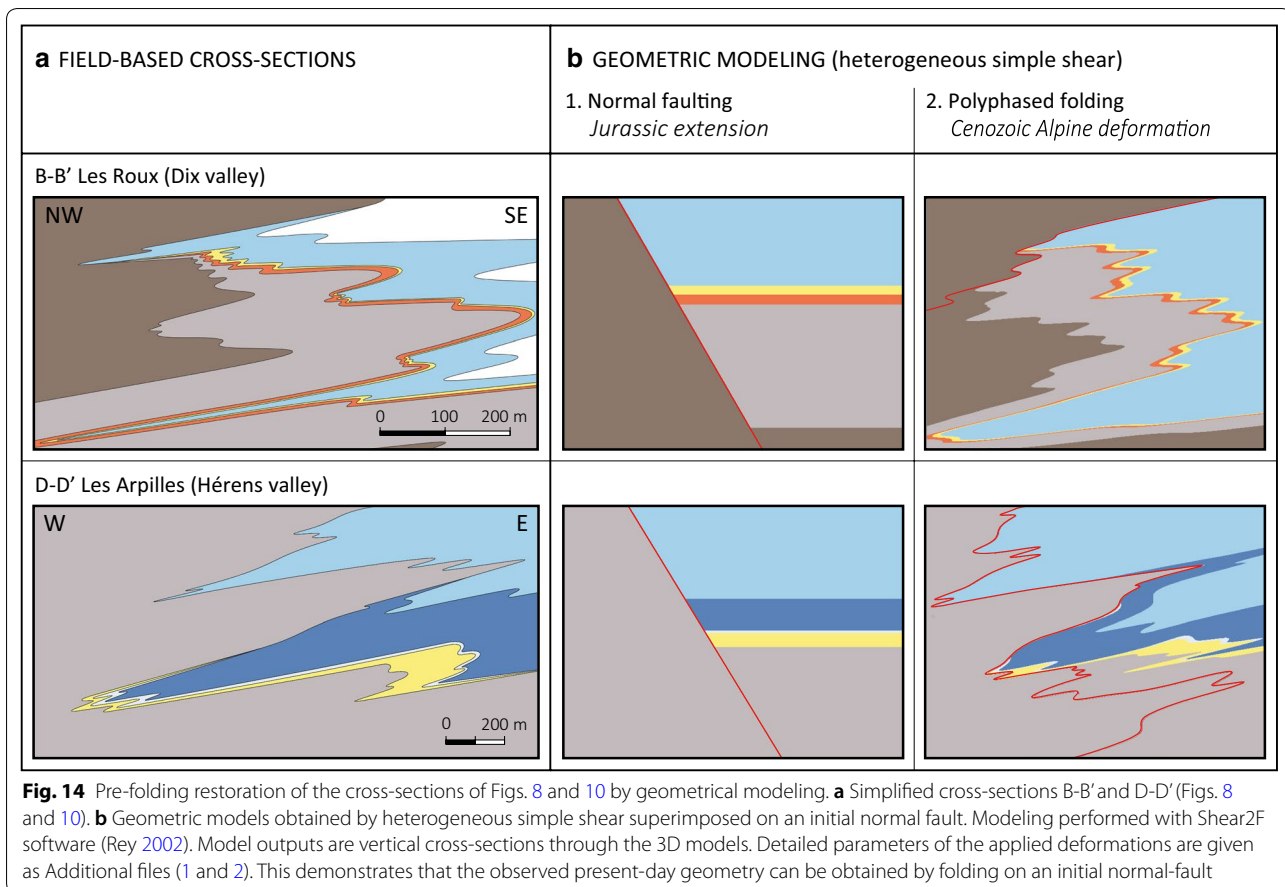 a FIELD-BASED CROSS-SECTIONS
b GEOMETRIC MODELING (heterogeneous simple shear)
1. Normal faulting
Jurassic extension
2. Polyphased folding
Cenozoic Alpine deformation
B-B' Les Roux (Dix valley)
NW
SE
0 100 200 m
D-D' Les Arpilles (Hérens valley)
W
E
0 200 m
Fig. 14 Pre-folding restoration of the cross-sections of Figs. 8 and 10 by geometrical modeling. a Simplified cross-sections B-B' and D-D' (Figs. 8
and 10). b Geometric models obtained by heterogeneous simple shear superimposed on an initial normal fault. Modeling performed with Shear2F
software (Rey 2002). Model outputs are vertical cross-sections through the 3D models. Detailed parameters of the applied deformations are given
as Additional files (1 and 2). This demonstrates that the observed present-day geometry can be obtained by folding on an initial normal-fault